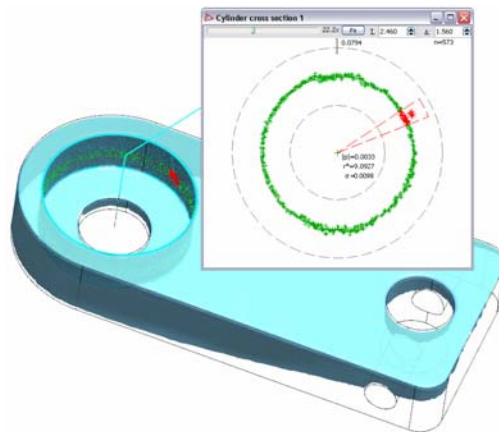 Cylinder cross section 1
22.2x Fit Σ: 2.460 Δ: 1.560
0.0794 n=573
|p|=0.0033
r*=0.0927
σ=0.0098